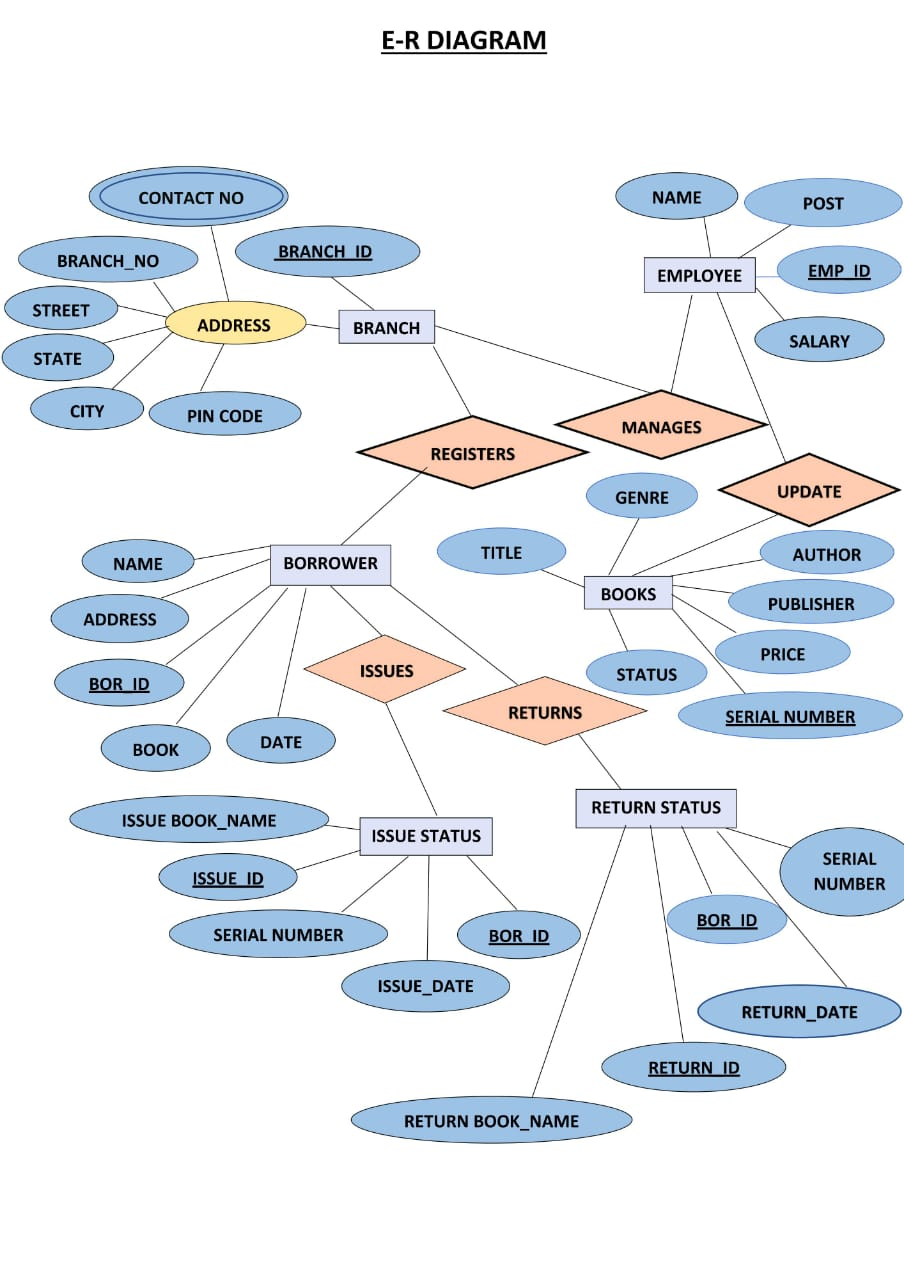 E-R DIAGRAM
CONTACT NO
NAME
POST
BRANCH_ID
BRANCH_NO
EMPLOYEE
EMP_ID
STREET
ADDRESS
BRANCH
SALARY
STATE
CITY
PIN CODE
MANAGES
REGISTERS
UPDATE
GENRE
TITLE
AUTHOR
NAME
BORROWER
BOOKS
PUBLISHER
ADDRESS
PRICE
ISSUES
STATUS
BOR_ID
RETURNS
SERIAL NUMBER
BOOK
DATE
RETURN STATUS
ISSUE BOOK_NAME
ISSUE STATUS
SERIAL
NUMBER
ISSUE_ID
BOR_ID
SERIAL NUMBER
BOR_ID
ISSUE_DATE
RETURN_DATE
RETURN_ID
RETURN BOOK_NAME